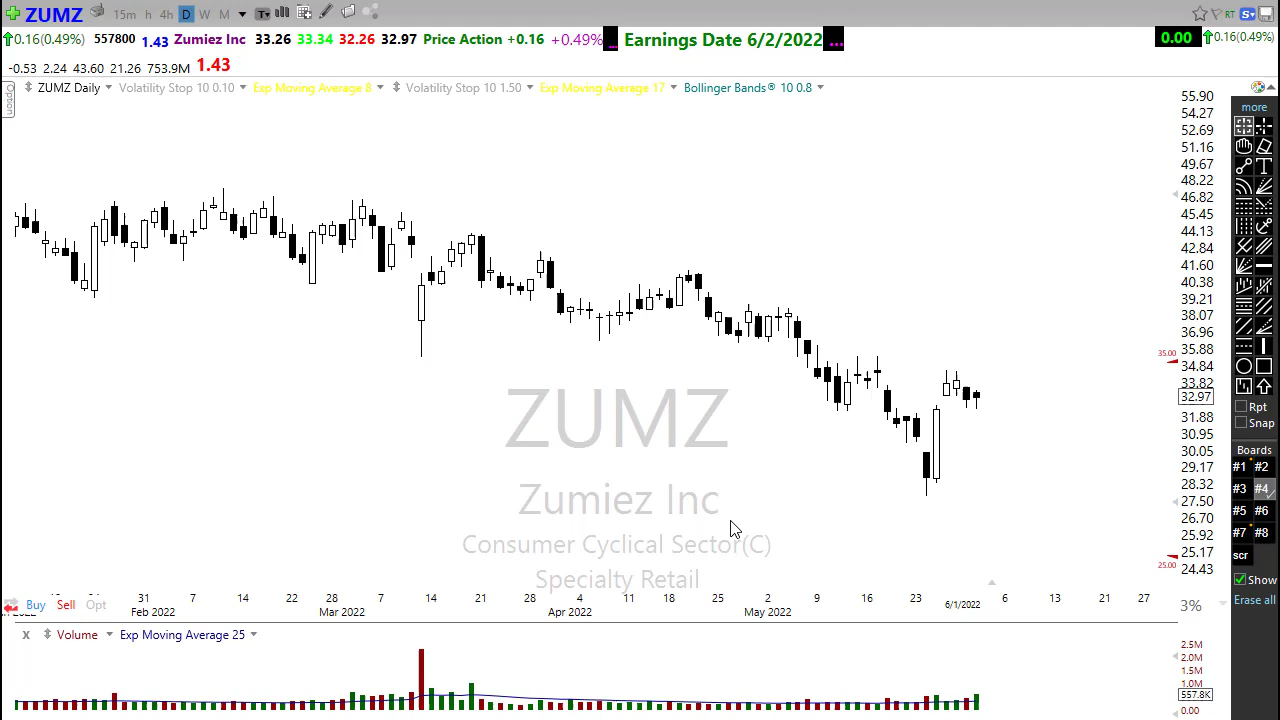 ZUMZ 15m h 4h D W M T RT S
0.16(0.49%) 557800 1.43 Zumiez Inc 33.26 33.34 32.26 32.97 Price Action +0.16 +0.49% ... Earnings Date 6/2/2022 ... 0.00 0.16(0.49%)
-0.53 2.24 43.60 21.26 753.9M 1.43
Option ZUMZ Daily Volatility Stop 10 0.10 Exp Moving Average 8 Volatility Stop 10 1.50 Exp Moving Average 17 Bollinger Bands® 10 0.8
55.90
54.27
52.69
51.16
49.67
48.22
46.82
45.45
44.13
42.84
41.60
40.38
39.21
38.07
36.96
35.88
35.00
34.84
33.82
32.97
31.88
30.95
30.05
29.17
28.32
27.50
26.70
25.92
25.17
25.00
24.43
ZUMZ
Zumiez Inc
Consumer Cyclical Sector(C)
Specialty Retail
more
T
Rpt
Snap
Boards
#1 #2
#3 #4
#5 #6
#7 #8
scr
Show
Erase all
Buy Sell Opt
31 7 14 22 28 7 14 21 28 4 11 18 25 2 9 16 23 6/1/2022 6 13 21 27
Feb 2022 Mar 2022 Apr 2022 May 2022
3%
X Volume Exp Moving Average 25
2.5M
2.0M
1.5M
1.0M
557.8K
0.00